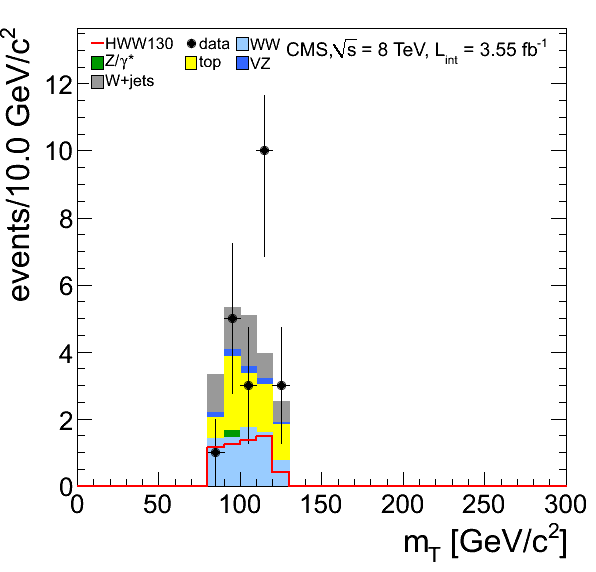 HWW130
data
WW
Z/γ*
top
VZ
W+jets
CMS,√s = 8 TeV, L_int = 3.55 fb⁻¹
events/10.0 GeV/c²
12
10
8
6
4
2
0
0 50 100 150 200 250 300
m_T [GeV/c²]